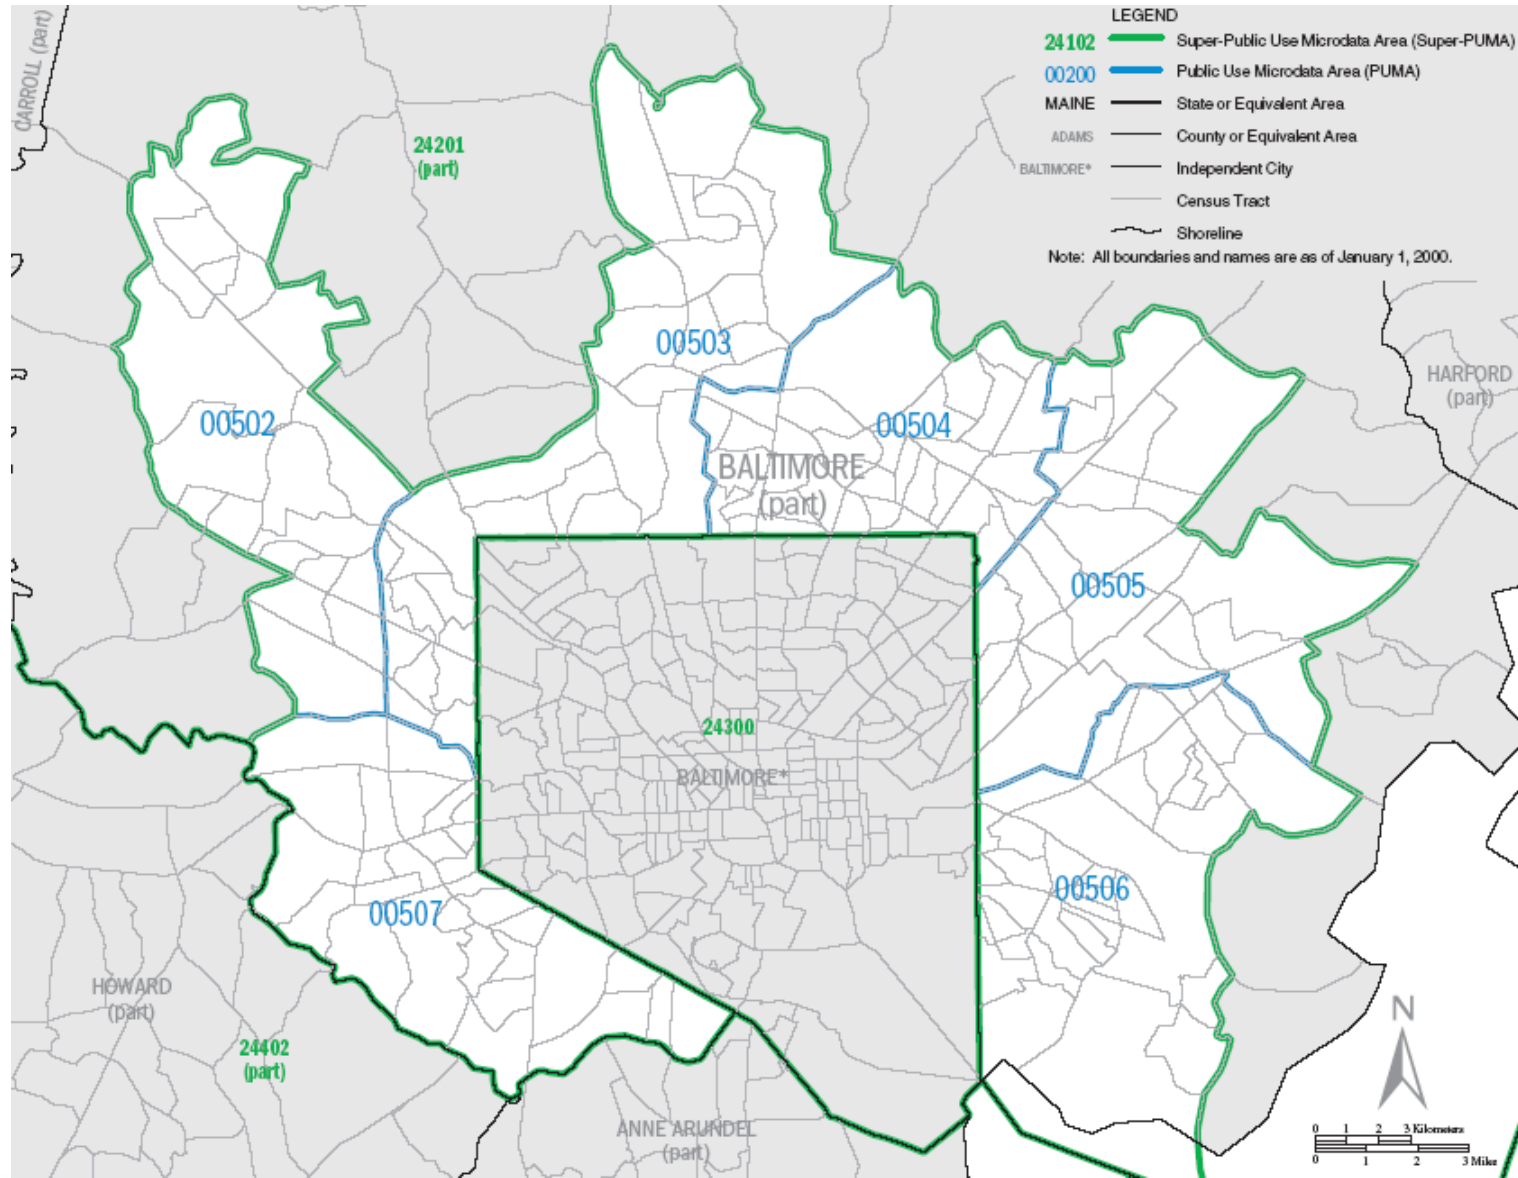 LEGEND
24102 Super-Public Use Microdata Area (Super-PUMA)
00200 Public Use Microdata Area (PUMA)
MAINE State or Equivalent Area
ADAMS County or Equivalent Area
BALTIMORE* Independent City
Census Tract
Shoreline
Note: All boundaries and names are as of January 1, 2000.
CARROLL (part)
24201
(part)
00503
HARFORD
(part)
00502
00504
BALTIMORE
(part)
00505
24300
BALTIMORE*
00506
00507
HOWARD
(part)
24402
(part)
N
ANNE ARUNDEL
(part)
0 1 2 3 Kilometers
0 1 2 3 Miles